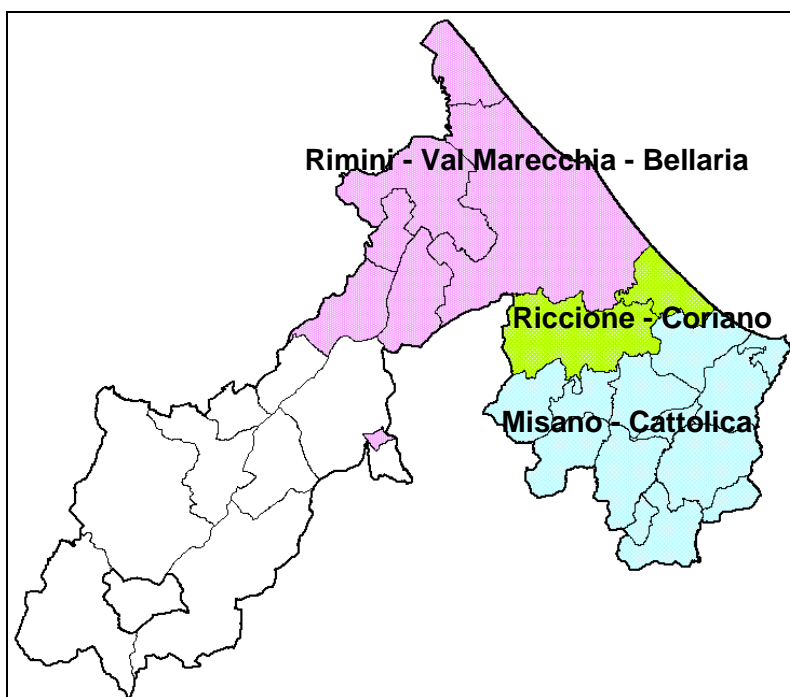 Rimini - Val Marecchia - Bellaria
Riccione - Coriano
Misano - Cattolica